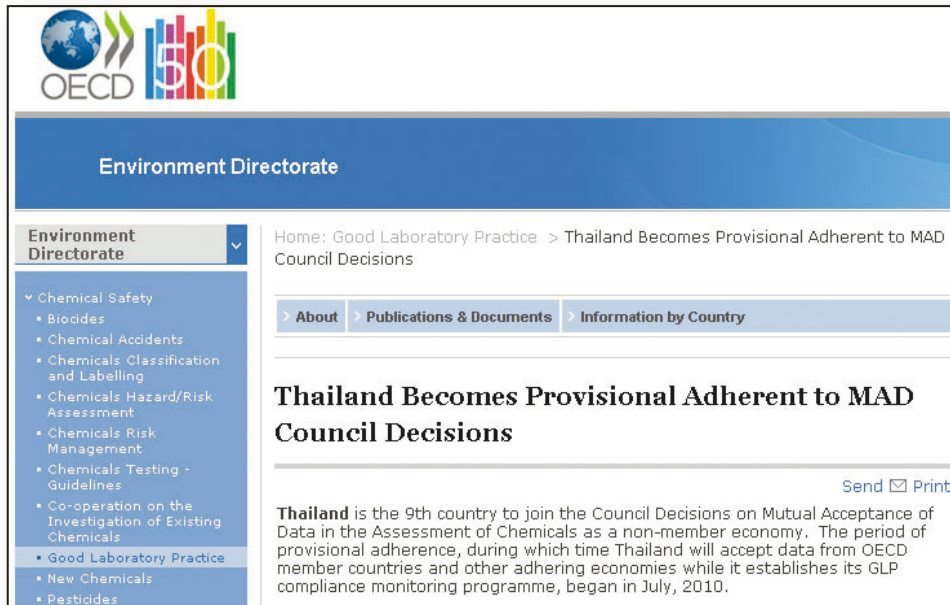 OECD
50
Environment Directorate
Environment
Directorate
Chemical Safety
Biocides
Chemical Accidents
Chemicals Classification
and Labelling
Chemicals Hazard/Risk
Assessment
Chemicals Risk
Management
Chemicals Testing -
Guidelines
Co-operation on the
Investigation of Existing
Chemicals
Good Laboratory Practice
New Chemicals
Pesticides
Home: Good Laboratory Practice > Thailand Becomes Provisional Adherent to MAD
Council Decisions
About > Publications & Documents > Information by Country
Thailand Becomes Provisional Adherent to MAD
Council Decisions
Send Print
Thailand is the 9th country to join the Council Decisions on Mutual Acceptance of
Data in the Assessment of Chemicals as a non-member economy. The period of
provisional adherence, during which time Thailand will accept data from OECD
member countries and other adhering economies while it establishes its GLP
compliance monitoring programme, began in July, 2010.